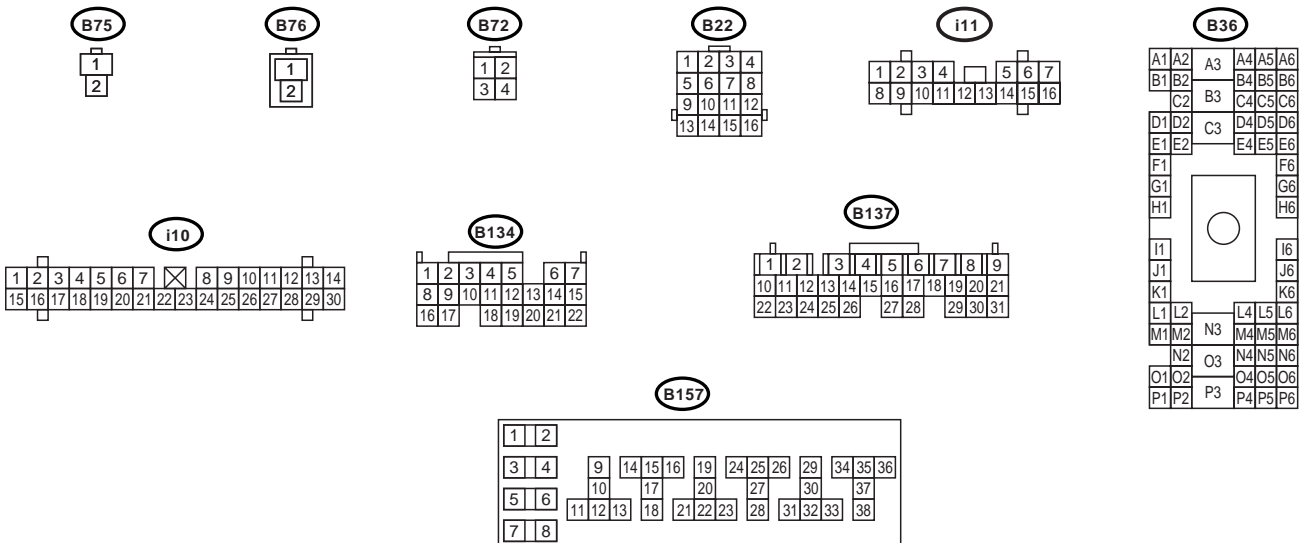 B75 B76 B72 B22 i11 B36
1
2
1
2
1 2
3 4
1 2 3 4
5 6 7 8
9 10 11 12
13 14 15 16
1 2 3 4 5 6 7
8 9 10 11 12 13 14 15 16
A1 A2 A3 A4 A5 A6
B1 B2 B4 B5 B6
C2 B3 C4 C5 C6
D1 D2 C3 D4 D5 D6
E1 E2 E4 E5 E6
F1 F6
G1 G6
H1 H6
I1 I6
J1 J6
K1 K6
L1 L2 L4 L5 L6
M1 M2 N3 M4 M5 M6
N2 O3 N4 N5 N6
O1 O2 O4 O5 O6
P1 P2 P3 P4 P5 P6
i10
1 2 3 4 5 6 7 8 9 10 11 12 13 14
15 16 17 18 19 20 21 22 23 24 25 26 27 28 29 30
B134
1 2 3 4 5 6 7
8 9 10 11 12 13 14 15
16 17 18 19 20 21 22
B137
1 2 3 4 5 6 7 8 9
10 11 12 13 14 15 16 17 18 19 20 21
22 23 24 25 26 27 28 29 30 31
B157
1 2
3 4 9 14 15 16 19 24 25 26 29 34 35 36
5 6 10 17 20 27 30 37
11 12 13 18 21 22 23 28 31 32 33 38
7 8